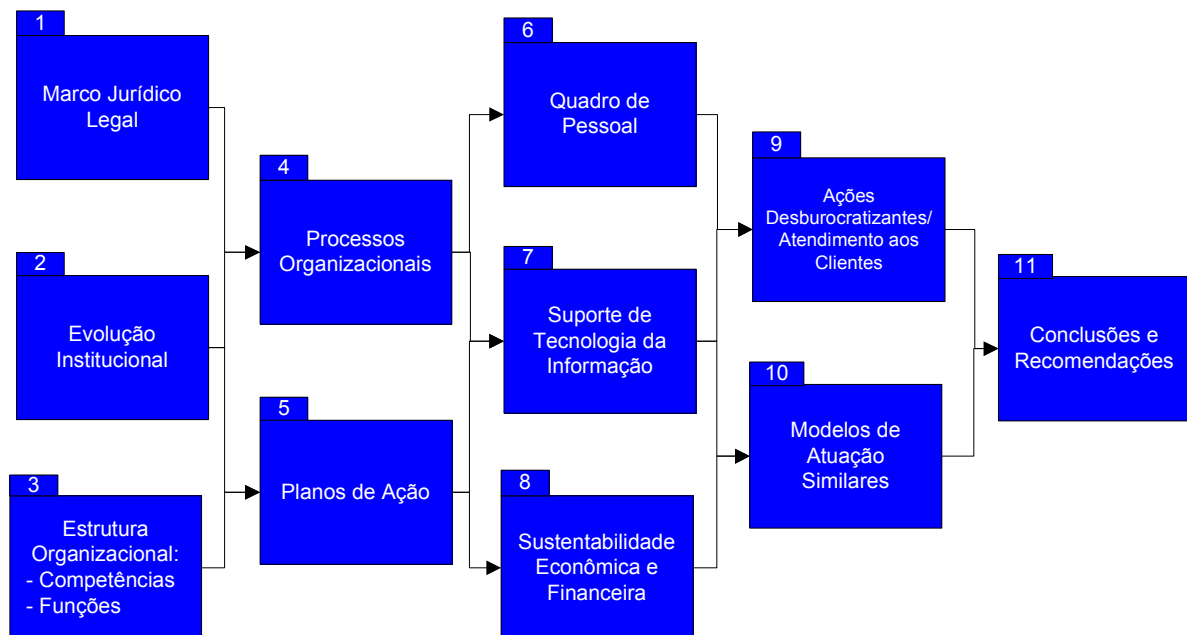 1
Marco Jurídico
Legal
2
Evolução
Institucional
3
Estrutura
Organizacional:
- Competências
- Funções
4
Processos
Organizacionais
5
Planos de Ação
6
Quadro de
Pessoal
7
Suporte de
Tecnologia da
Informação
8
Sustentabilidade
Econômica e
Financeira
9
Ações
Desburocratizantes/
Atendimento aos
Clientes
10
Modelos de
Atuação
Similares
11
Conclusões e
Recomendações